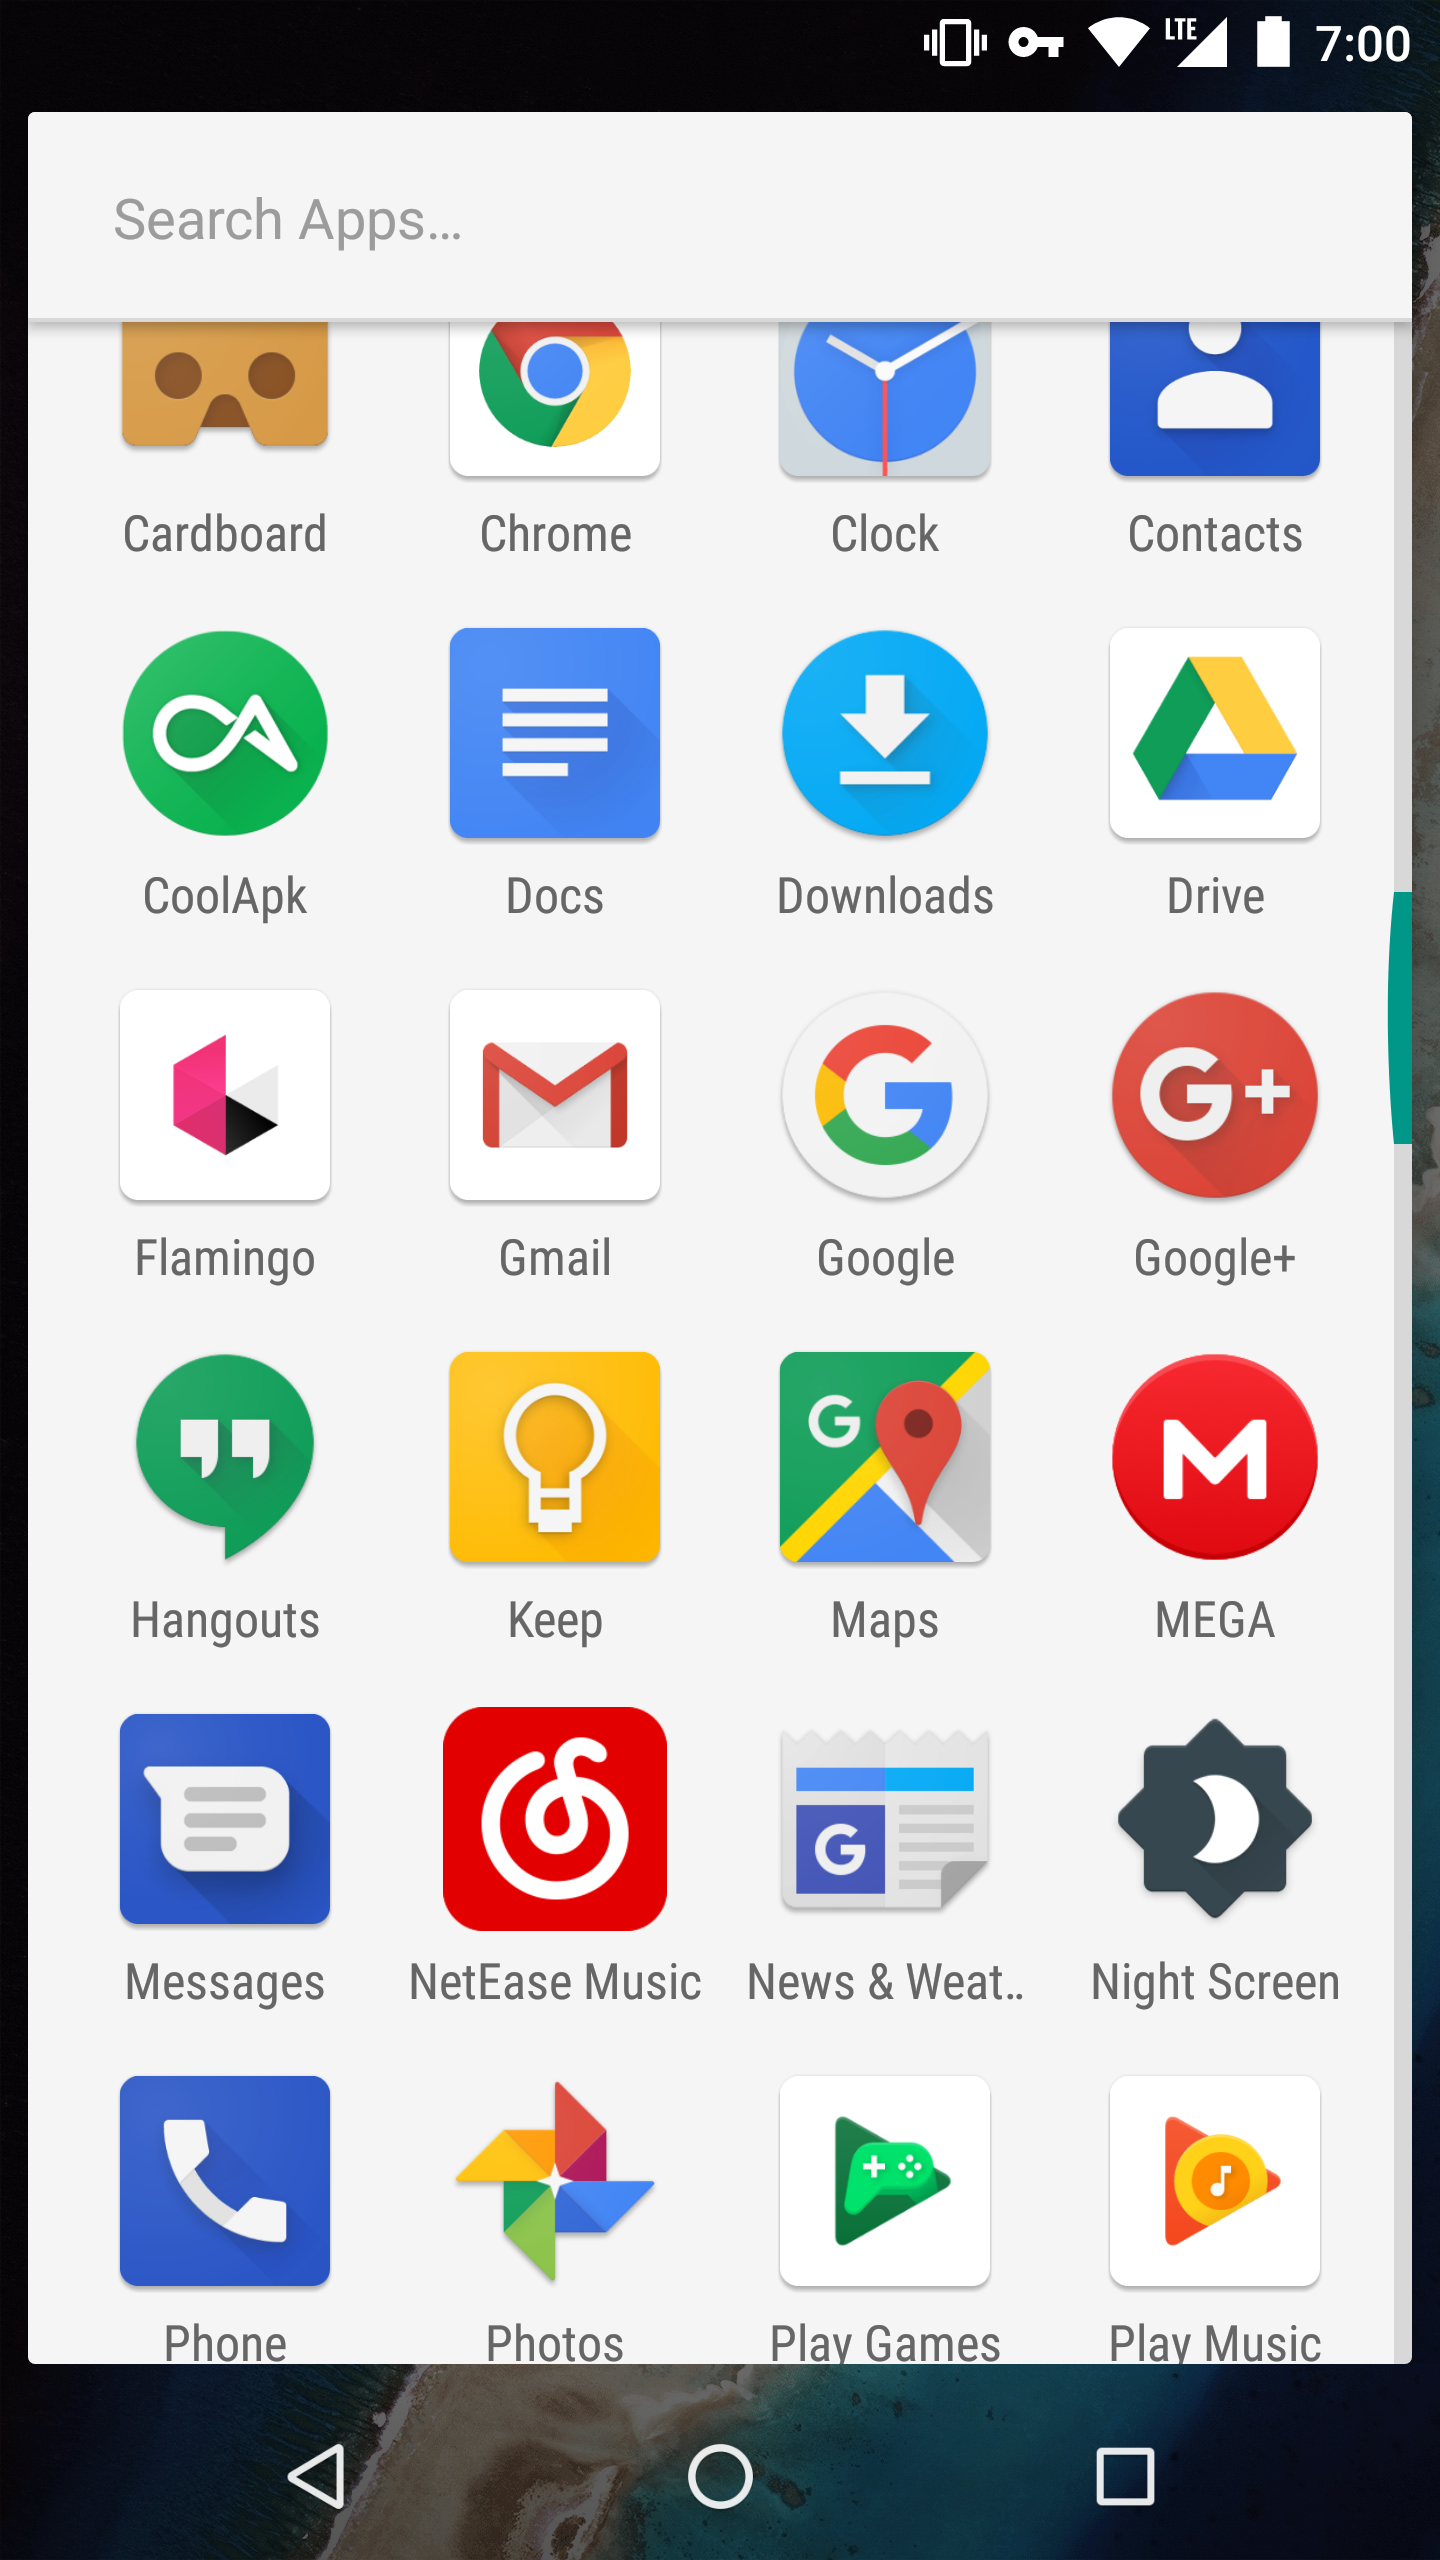 LTE 7:00
Search Apps...
Cardboard Chrome Clock Contacts
CoolApk Docs Downloads Drive
G G+
Flamingo Gmail Google Google+
G M
Hangouts Keep Maps MEGA
G
Messages NetEase Music News & Weat.. Night Screen
Phone Photos Play Games Play Music